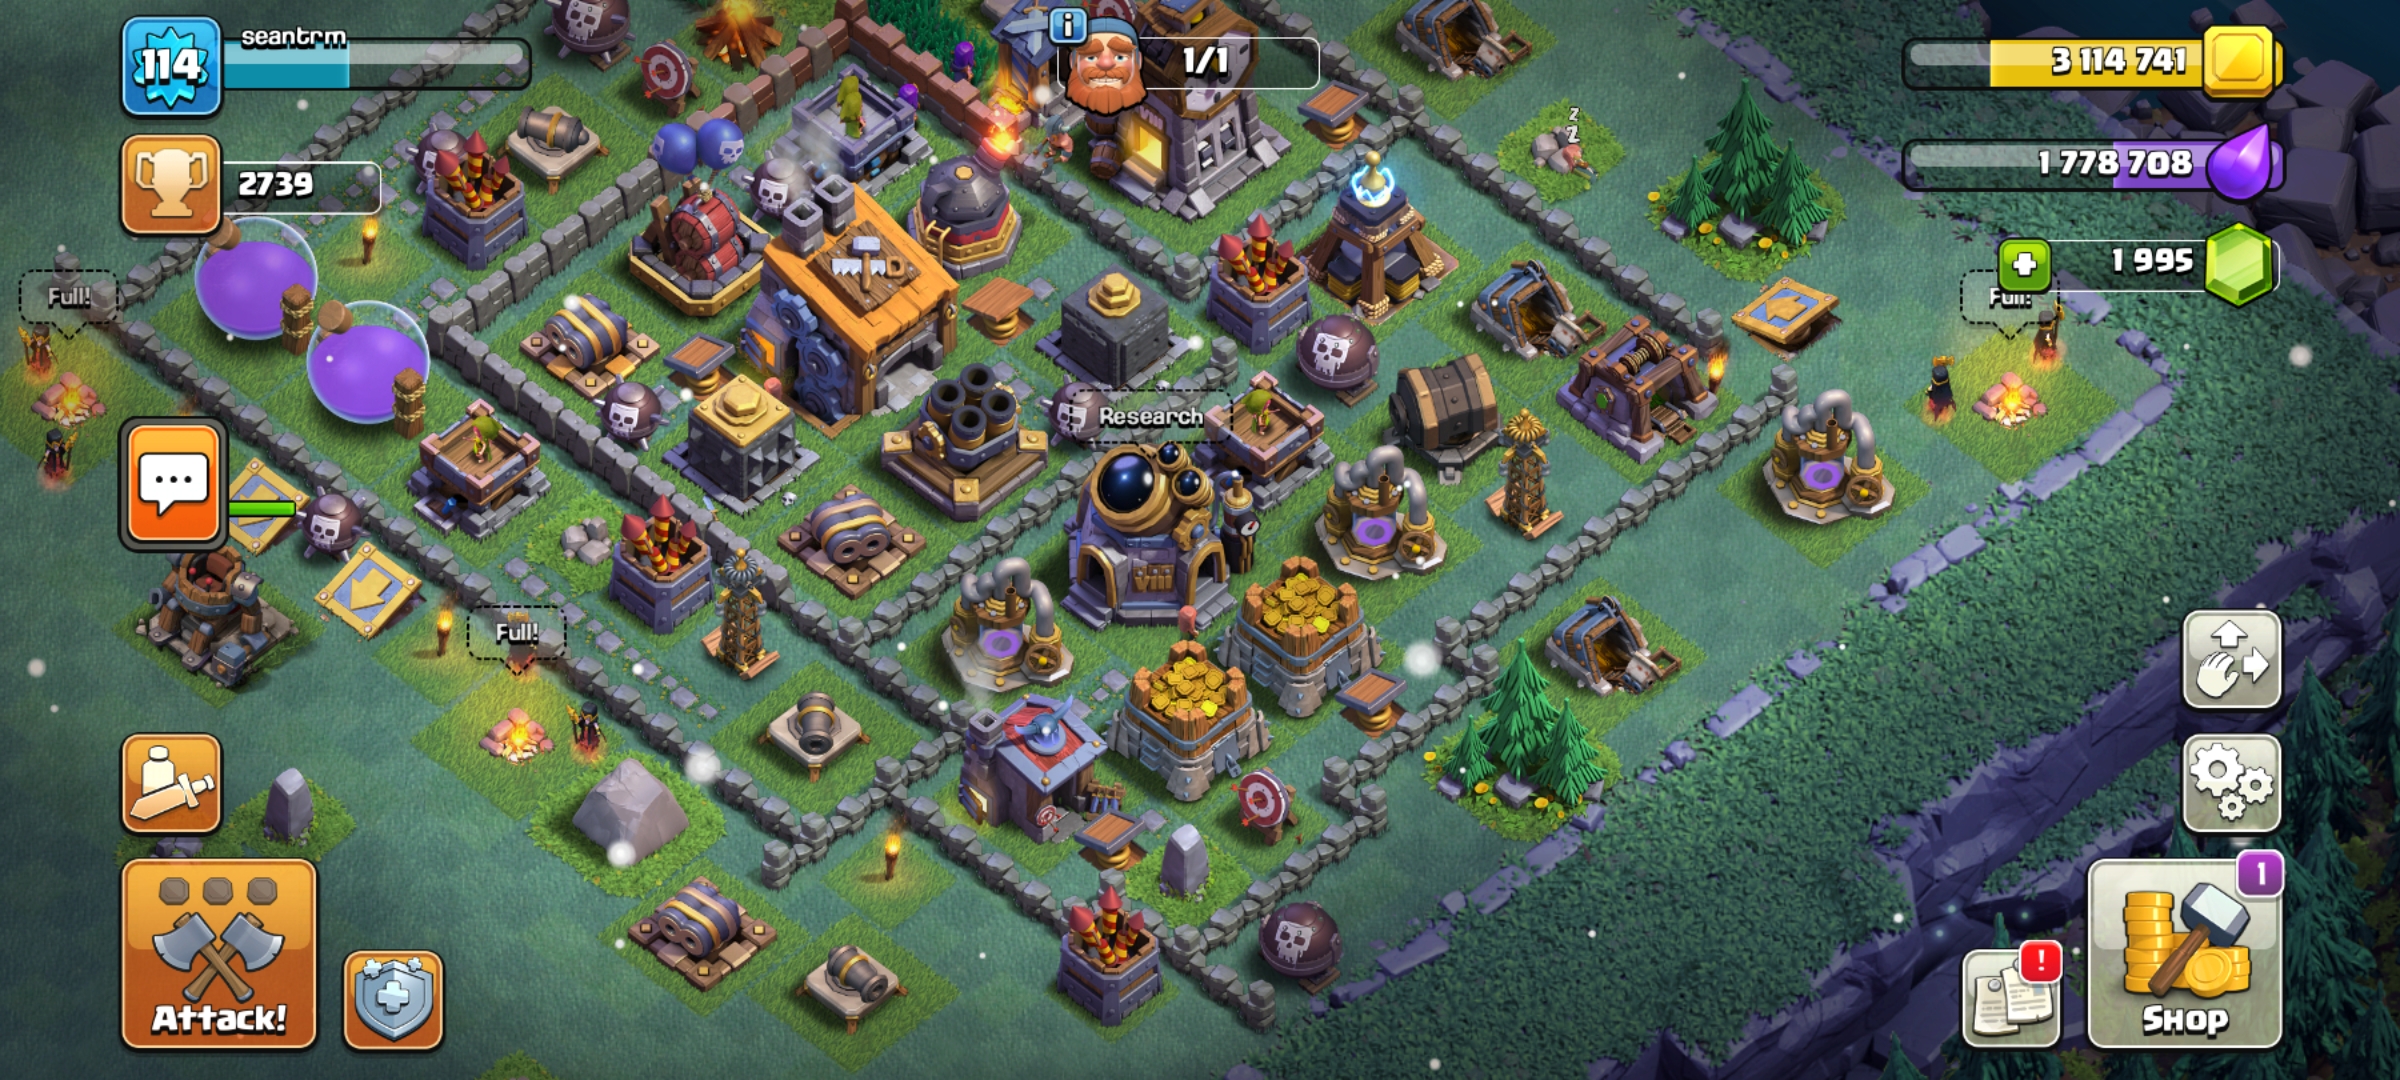 114
seantrm
1/1
3 114 741
2739
z
z
1 778 708
1 995
Full!
Full!
Research
VIII
Full!
Attack!
1
!
Shop